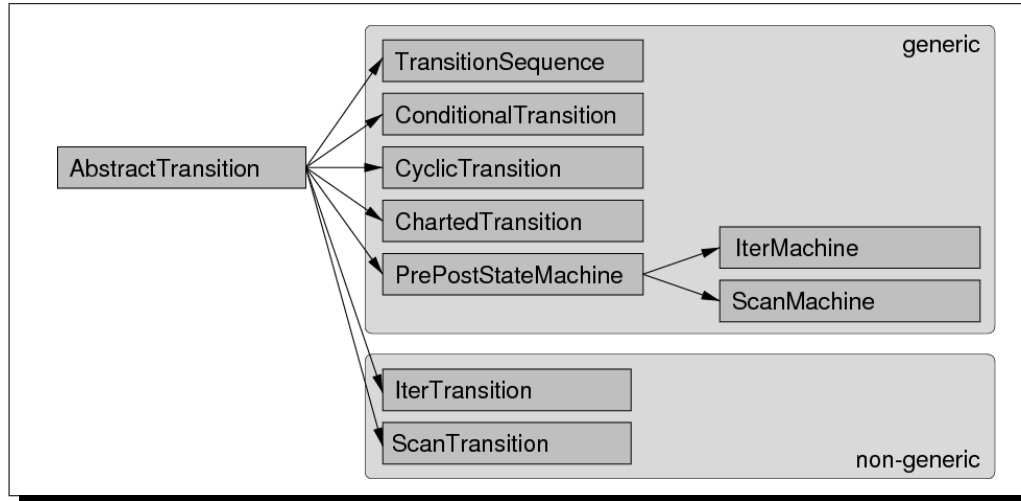 generic
TransitionSequence
ConditionalTransition
AbstractTransition
CyclicTransition
ChartedTransition
PrePostStateMachine
IterMachine
ScanMachine
IterTransition
ScanTransition
non-generic